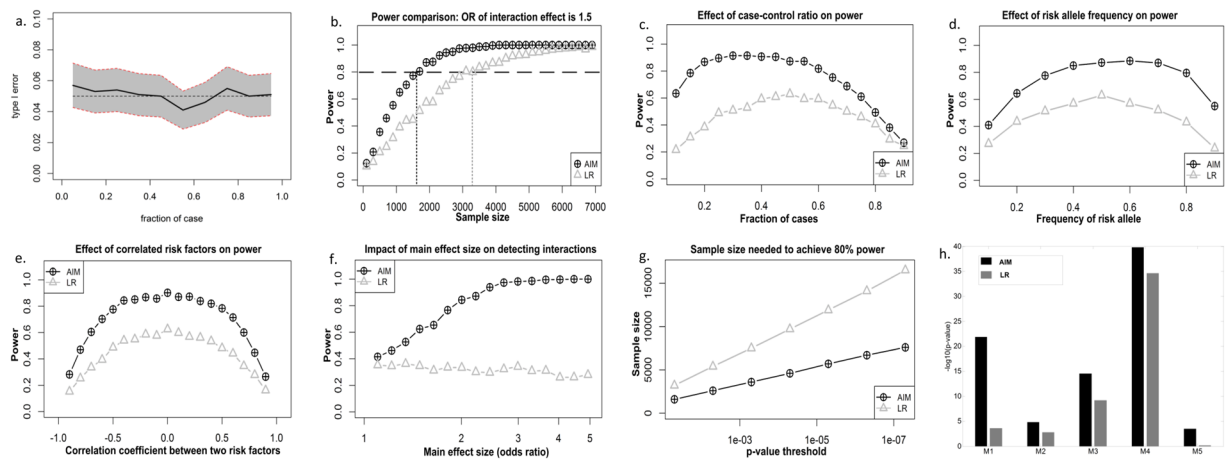 a.
0.10
0.08
0.06
0.04
0.02
0.00
type I error
0.0 0.2 0.4 0.6 0.8 1.0
fraction of case
b.
Power comparison: OR of interaction effect is 1.5
1.0
0.8
0.6
0.4
0.2
0.0
Power
AIM
LR
0 1000 2000 3000 4000 5000 6000 7000
Sample size
c.
Effect of case-control ratio on power
1.0
0.8
0.6
0.4
0.2
0.0
Power
AIM
LR
0.2 0.4 0.6 0.8
Fraction of cases
d.
Effect of risk allele frequency on power
1.0
0.8
0.6
0.4
0.2
0.0
Power
AIM
LR
0.2 0.4 0.6 0.8
Frequency of risk allele
e.
Effect of correlated risk factors on power
AIM
LR
1.0
0.8
0.6
0.4
0.2
0.0
Power
-1.0 -0.5 0.0 0.5 1.0
Correlation coefficient between two risk factors
f.
Impact of main effect size on detecting interactions
AIM
LR
1.0
0.8
0.6
0.4
0.2
0.0
Power
1 2 3 4 5
Main effect size (odds ratio)
g.
Sample size needed to achieve 80% power
15000
10000
5000
0
Sample size
AIM
LR
1e-03 1e-05 1e-07
p-value threshold
h.
AIM
LR
40
35
30
25
20
15
10
5
0
-log10(p-value)
M1 M2 M3 M4 M5